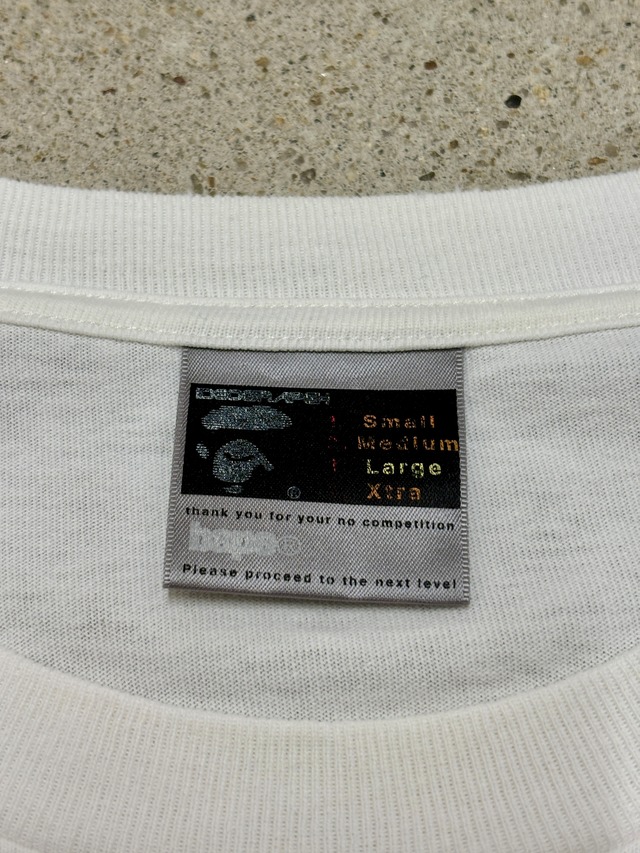 Small
Medium
Large
Xtra
®
thank you for your no competition
bape®
Please proceed to the next level